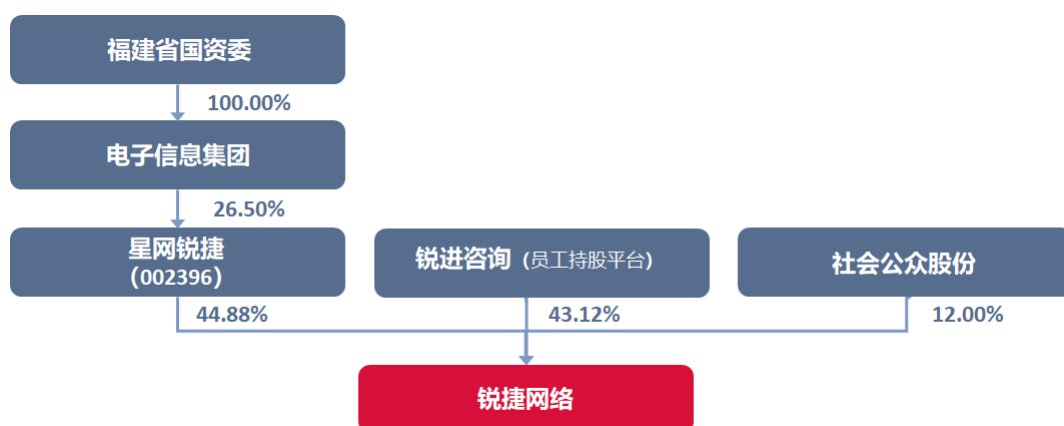 福建省国资委
100.00%
电子信息集团
26.50%
星网锐捷
（002396）
锐进咨询（员工持股平台）
社会公众股份
44.88%
43.12%
12.00%
锐捷网络